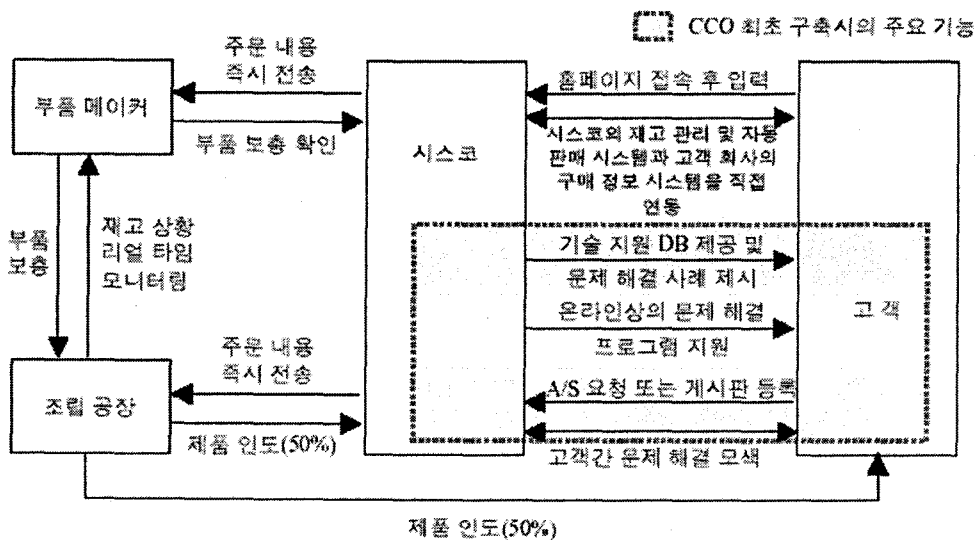 CCO 최초 구축시의 주요 기능
주문 내용
즉시 전송
부품 메이커
부품 보충 확인
시스코
홈페이지 접속 후 입력
시스코의 재고 관리 및 자동
판매 시스템과 고객 회사의
구매 정보 시스템을 직접
연동
부품
보충
재고 상황
리얼 타임
모니터링
기술 지원 DB 제공 및
문제 해결 사례 제시
온라인상의 문제 해결
프로그램 지원
고객
주문 내용
즉시 전송
조립 공장
제품 인도(50%)
A/S 요청 또는 게시판 등록
고객간 문제 해결 모색
제품 인도(50%)